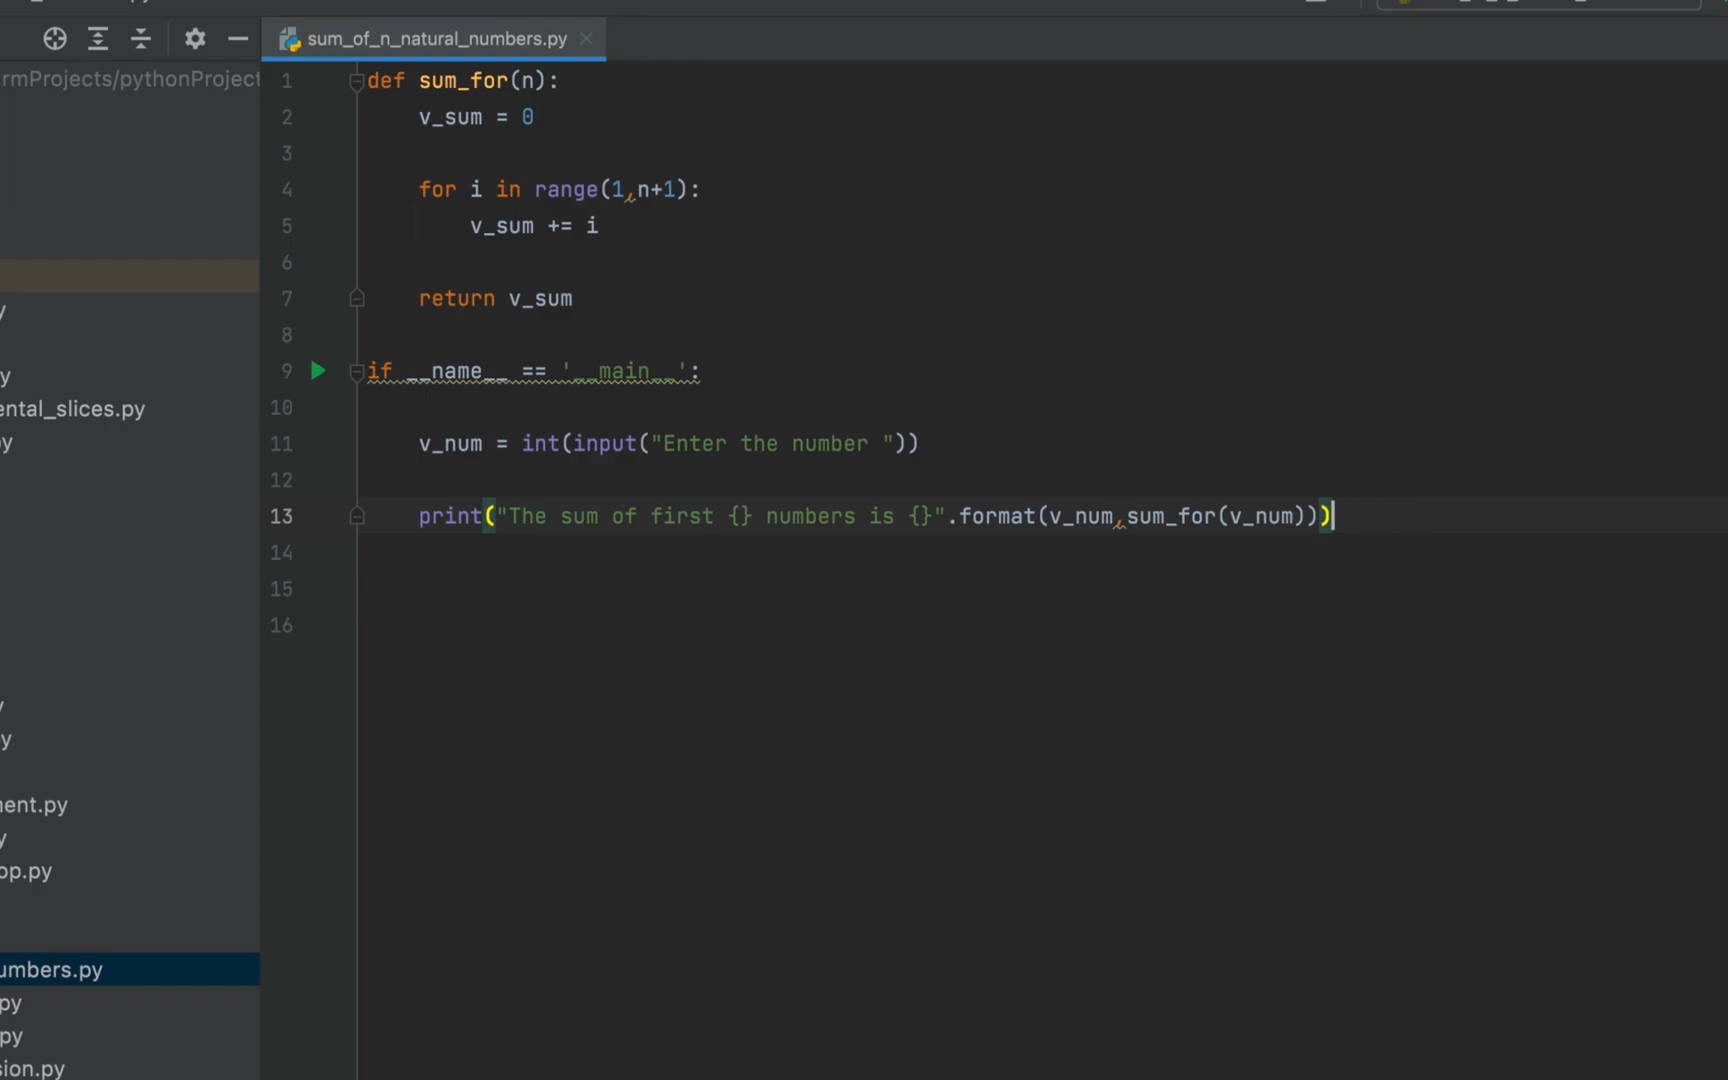 sum_of_n_natural_numbers.py
rmProjects/pythonProject
1 def sum_for(n):
2     v_sum = 0
3
4     for i in range(1,n+1):
5         v_sum += i
6
7     return v_sum
8
9 if __name__ == '__main__':
10
11     v_num = int(input("Enter the number "))
12
13     print("The sum of first {} numbers is {}".format(v_num,sum_for(v_num)))
14
15
16
y
y
ental_slices.py
py
y
y
nent.py
y
op.py
umbers.py
py
py
sion.py